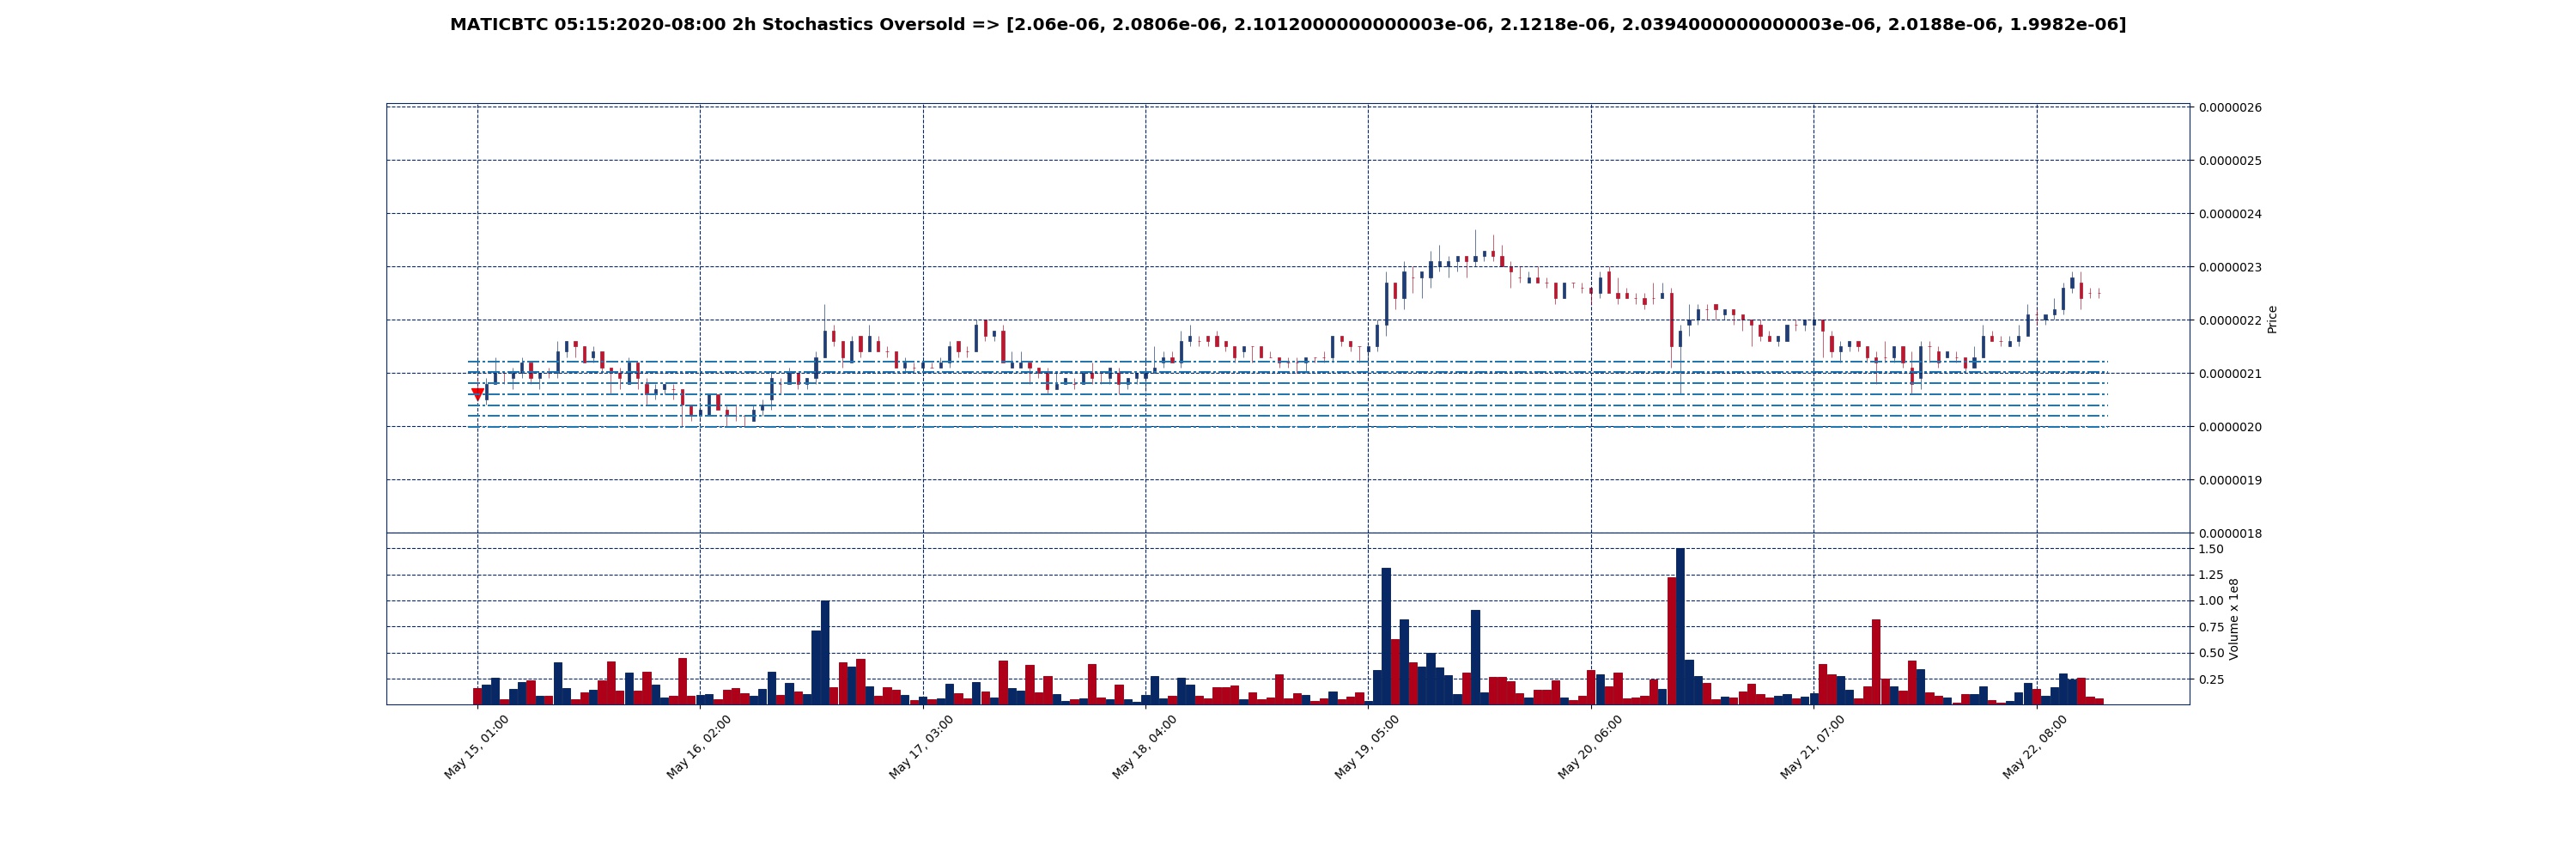 MATICBTC 05:15:2020-08:00 2h Stochastics Oversold => [2.06e-06, 2.0806e-06, 2.1012000000000003e-06, 2.1218e-06, 2.0394000000000003e-06, 2.0188e-06, 1.9982e-06]
0.0000026
0.0000025
0.0000024
0.0000023
0.0000022
0.0000021
0.0000020
0.0000019
0.0000018
Price
1.50
1.25
1.00
0.75
0.50
0.25
Volume x 1e8
May 15, 01:00
May 16, 02:00
May 17, 03:00
May 18, 04:00
May 19, 05:00
May 20, 06:00
May 21, 07:00
May 22, 08:00